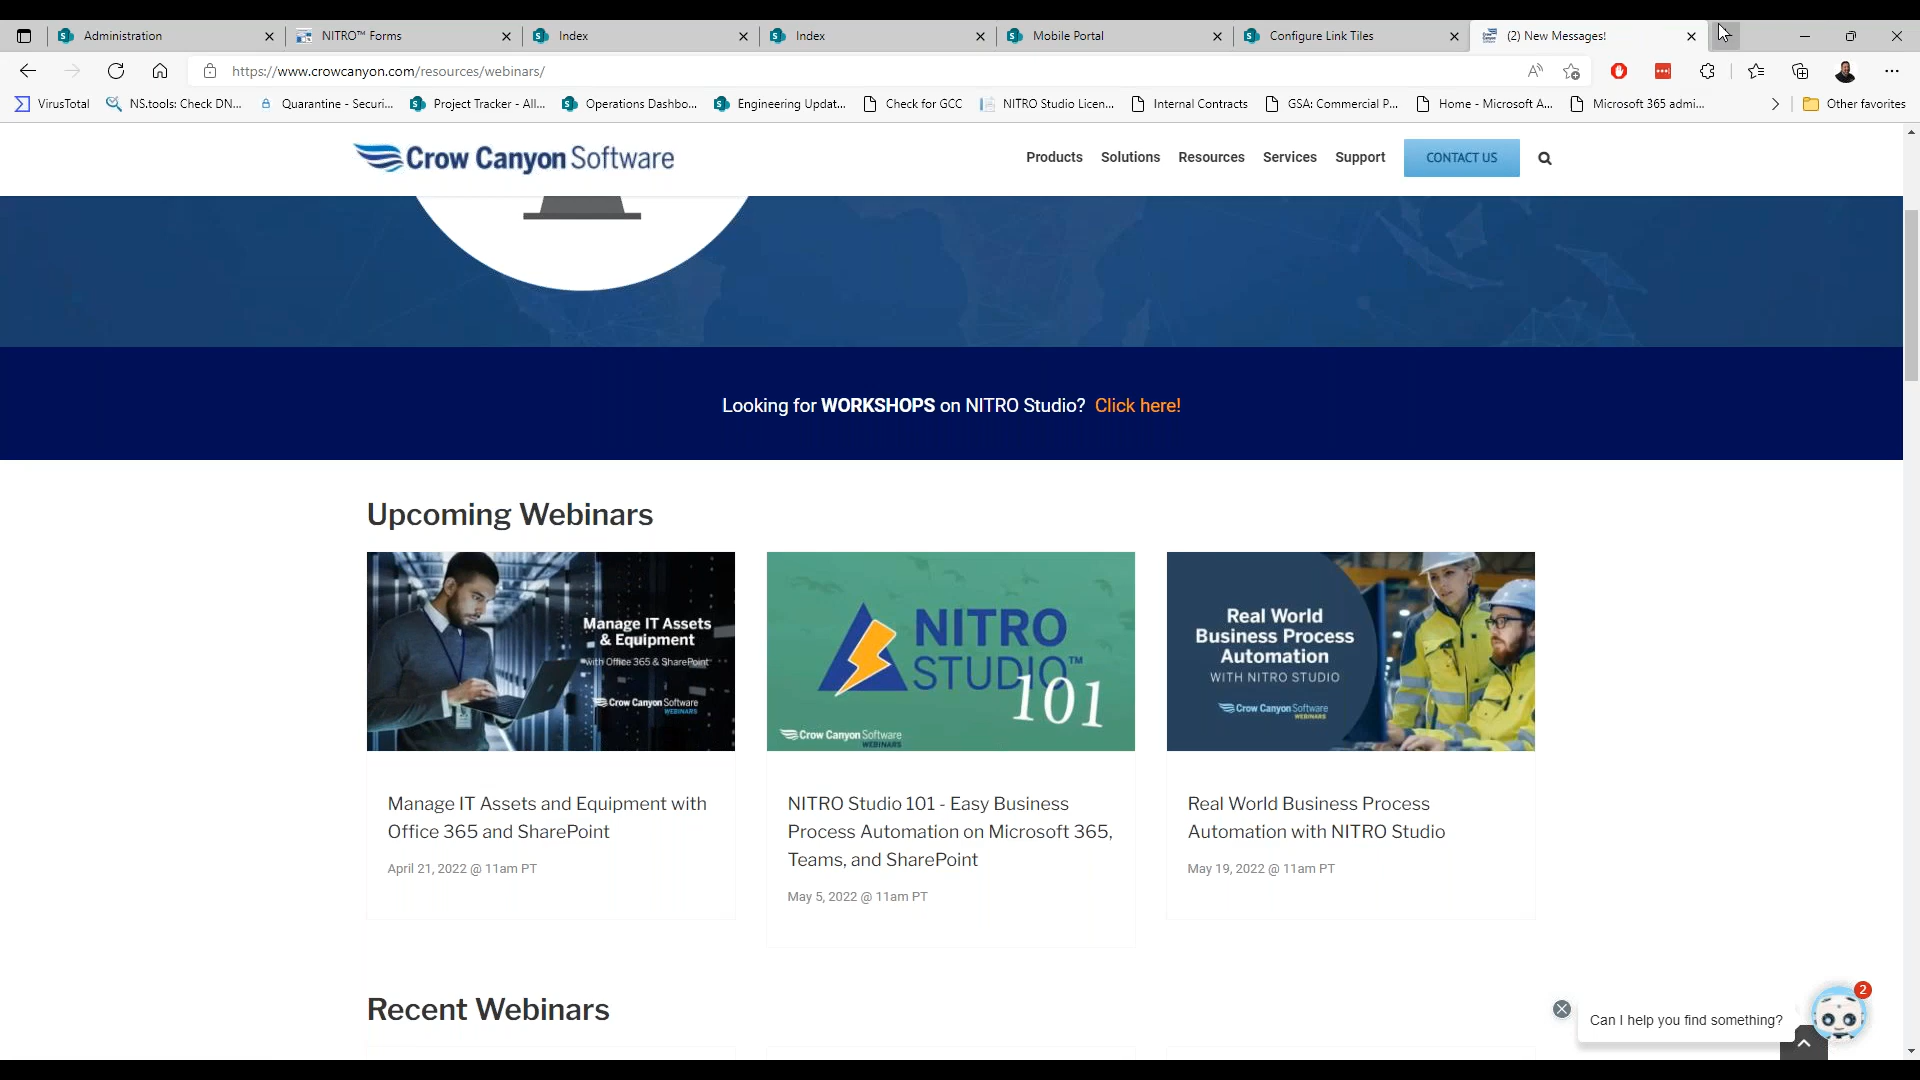 Administration
NITRO™ Forms
Index
Index
Mobile Portal
Configure Link Tiles
(2) New Messages!
https://www.crowcanyon.com/resources/webinars/
VirusTotal
NS.tools: Check DN...
Quarantine - Securi...
Project Tracker - All...
Operations Dashbo...
Engineering Updat...
Check for GCC
NITRO Studio Licen...
Internal Contracts
GSA: Commercial P...
Home - Microsoft A...
Microsoft 365 admi...
Other favorites
Crow Canyon Software
Products
Solutions
Resources
Services
Support
CONTACT US
Looking for WORKSHOPS on NITRO Studio? Click here!
Upcoming Webinars
Manage IT Assets
& Equipment
with Office 365 & SharePoint
Crow Canyon Software
WEBINARS
NITRO
STUDIO™
101
Crow Canyon Software
WEBINARS
Real World
Business Process
Automation
WITH NITRO STUDIO
Crow Canyon Software
WEBINARS
Manage IT Assets and Equipment with
Office 365 and SharePoint
April 21, 2022 @ 11am PT
NITRO Studio 101 - Easy Business
Process Automation on Microsoft 365,
Teams, and SharePoint
May 5, 2022 @ 11am PT
Real World Business Process
Automation with NITRO Studio
May 19, 2022 @ 11am PT
Recent Webinars
Can I help you find something?
2